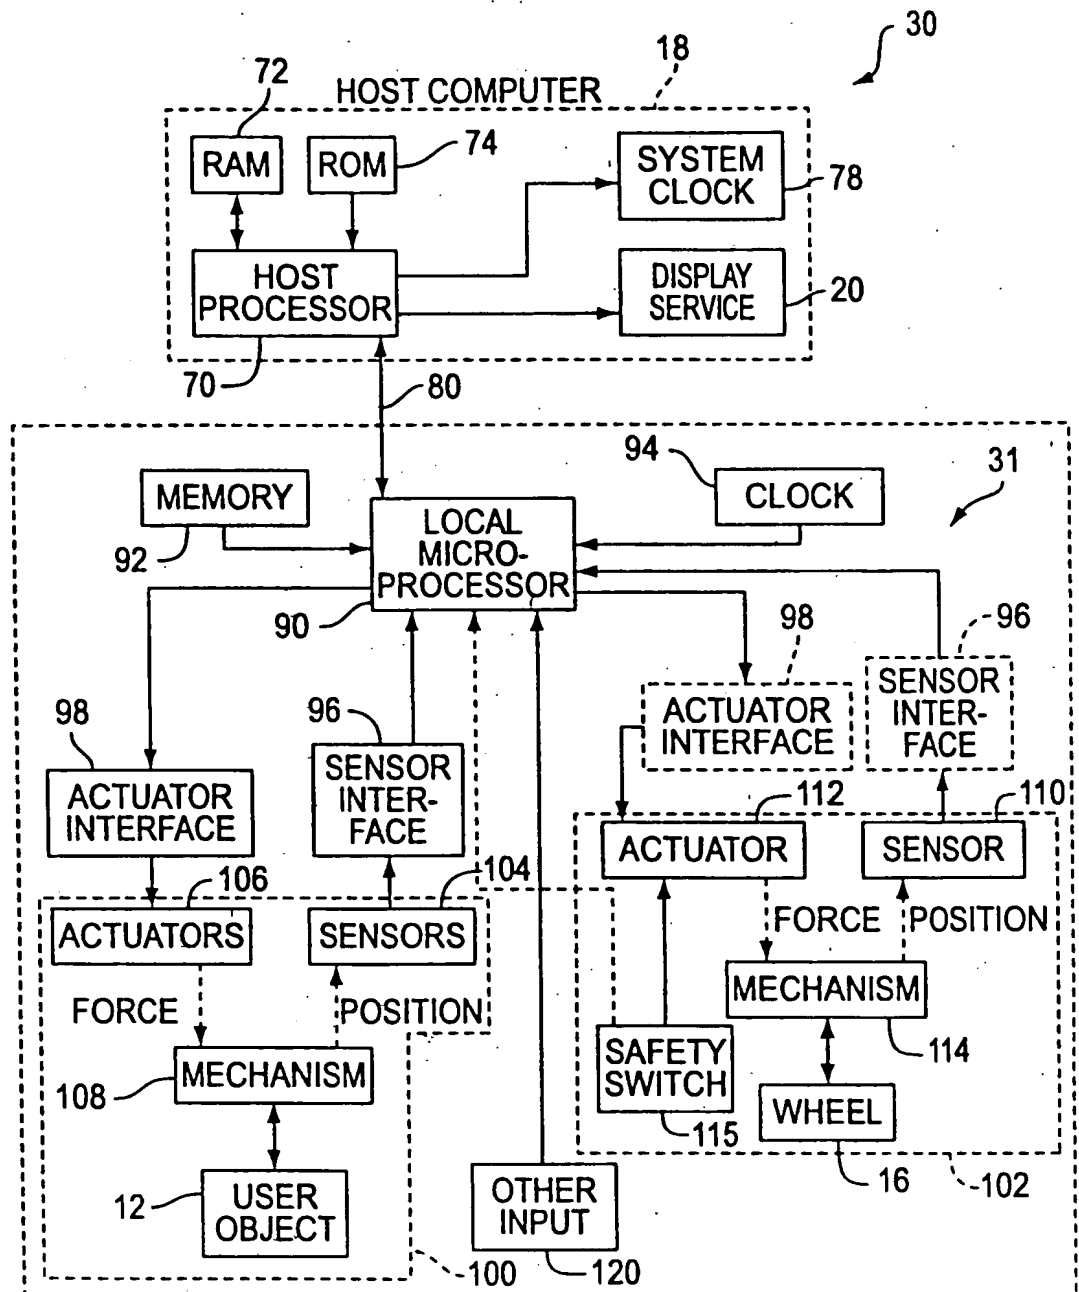 30
18
HOST COMPUTER
72
74
RAM
ROM
SYSTEM
CLOCK
78
HOST
PROCESSOR
DISPLAY
SERVICE
20
70
80
94
31
MEMORY
CLOCK
92
LOCAL
MICRO-
PROCESSOR
90
98
96
SENSOR
INTER-
FACE
ACTUATOR
INTERFACE
98
96
ACTUATOR
INTERFACE
SENSOR
INTER-
FACE
112
110
ACTUATOR
SENSOR
106
104
ACTUATORS
SENSORS
FORCE
POSITION
FORCE
POSITION
MECHANISM
114
MECHANISM
108
SAFETY
SWITCH
115
WHEEL
16
102
12
USER
OBJECT
OTHER
INPUT
100
120